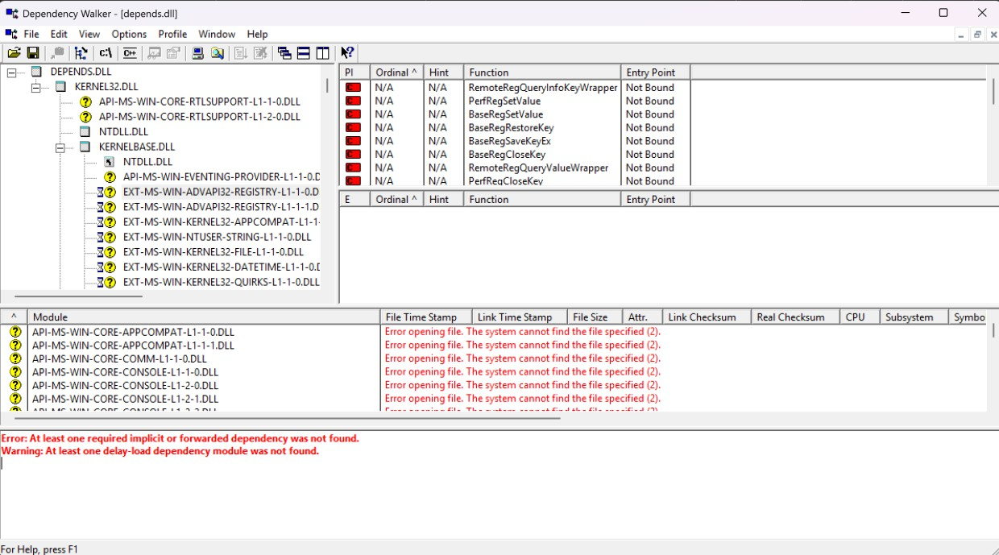 Dependency Walker - [depends.dll]
File Edit View Options Profile Window Help
C:\ C++
DEPENDS.DLL
KERNEL32.DLL
API-MS-WIN-CORE-RTLSUPPORT-L1-1-0.DLL
API-MS-WIN-CORE-RTLSUPPORT-L1-2-0.DLL
NTDLL.DLL
KERNELBASE.DLL
NTDLL.DLL
API-MS-WIN-EVENTING-PROVIDER-L1-1-0.D
EXT-MS-WIN-ADVAPI32-REGISTRY-L1-1-0.D
EXT-MS-WIN-ADVAPI32-REGISTRY-L1-1-1.D
EXT-MS-WIN-KERNEL32-APPCOMPAT-L1-1-
EXT-MS-WIN-NTUSER-STRING-L1-1-0.DLL
EXT-MS-WIN-KERNEL32-FILE-L1-1-0.DLL
EXT-MS-WIN-KERNEL32-DATETIME-L1-1-0.D
EXT-MS-WIN-KERNEL32-QUIRKS-L1-1-0.DLL
PI Ordinal ^ Hint Function Entry Point
C N/A N/A RemoteRegQueryInfoKeyWrapper Not Bound
C N/A N/A PerfRegSetValue Not Bound
C N/A N/A BaseRegSetValue Not Bound
C N/A N/A BaseRegRestoreKey Not Bound
C N/A N/A BaseRegSaveKeyEx Not Bound
C N/A N/A BaseRegCloseKey Not Bound
C N/A N/A RemoteRegQueryValueWrapper Not Bound
C N/A N/A PerfRegCloseKey Not Bound
E Ordinal ^ Hint Function Entry Point
^ Module File Time Stamp Link Time Stamp File Size Attr. Link Checksum Real Checksum CPU Subsystem Symbo
API-MS-WIN-CORE-APPCOMPAT-L1-1-0.DLL Error opening file. The system cannot find the file specified (2).
API-MS-WIN-CORE-APPCOMPAT-L1-1-1.DLL Error opening file. The system cannot find the file specified (2).
API-MS-WIN-CORE-COMM-L1-1-0.DLL Error opening file. The system cannot find the file specified (2).
API-MS-WIN-CORE-CONSOLE-L1-1-0.DLL Error opening file. The system cannot find the file specified (2).
API-MS-WIN-CORE-CONSOLE-L1-2-0.DLL Error opening file. The system cannot find the file specified (2).
API-MS-WIN-CORE-CONSOLE-L1-2-1.DLL Error opening file. The system cannot find the file specified (2).
Error: At least one required implicit or forwarded dependency was not found.
Warning: At least one delay-load dependency module was not found.
For Help, press F1